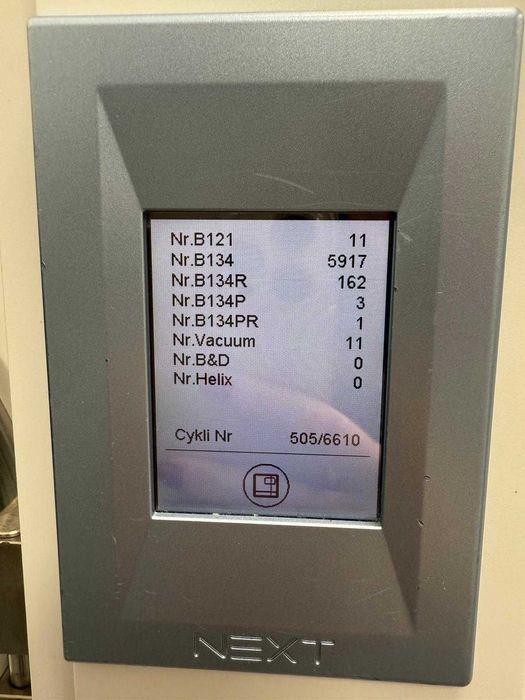 Nr.B121 11
Nr.B134 5917
Nr.B134R 162
Nr.B134P 3
Nr.B134PR 1
Nr.Vacuum 11
Nr.B&D 0
Nr.Helix 0
Cykli Nr 505/6610
NEXT